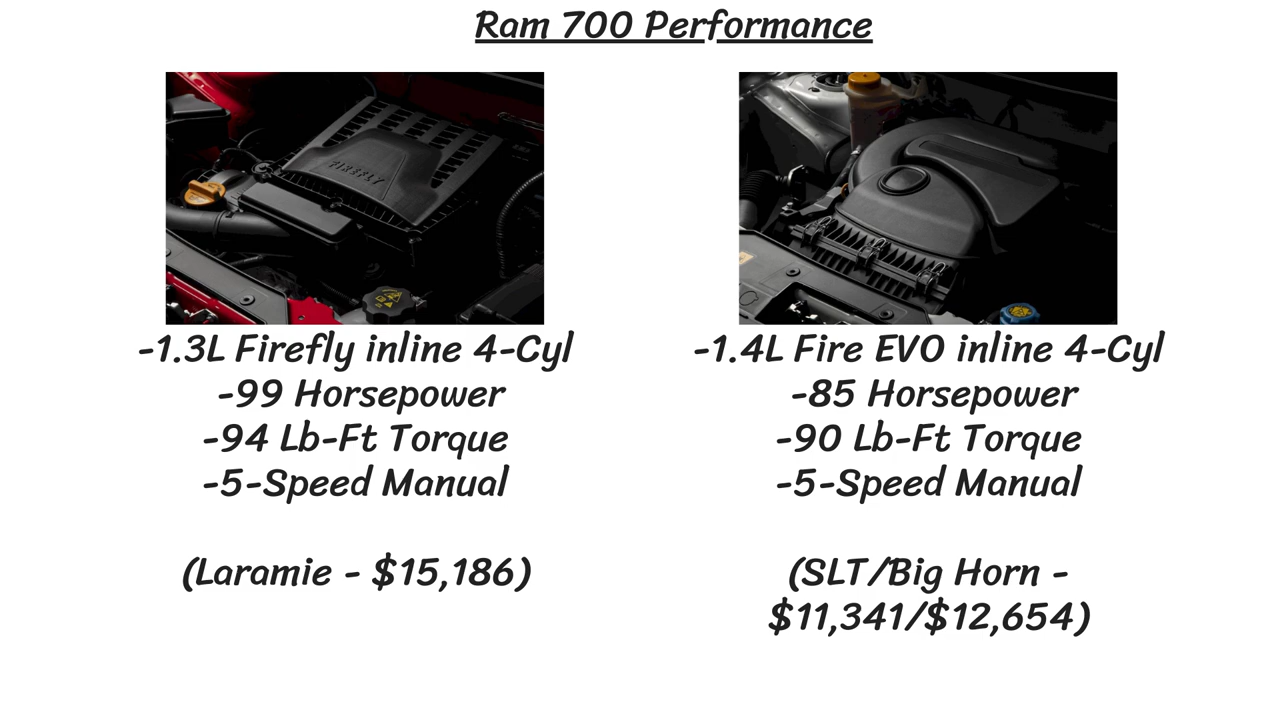 Ram 700 Performance
FIREFLY
-1.3L Firefly inline 4-Cyl
-99 Horsepower
-94 Lb-Ft Torque
-5-Speed Manual
(Laramie - $15,186)
-1.4L Fire EVO inline 4-Cyl
-85 Horsepower
-90 Lb-Ft Torque
-5-Speed Manual
(SLT/Big Horn -
$11,341/$12,654)